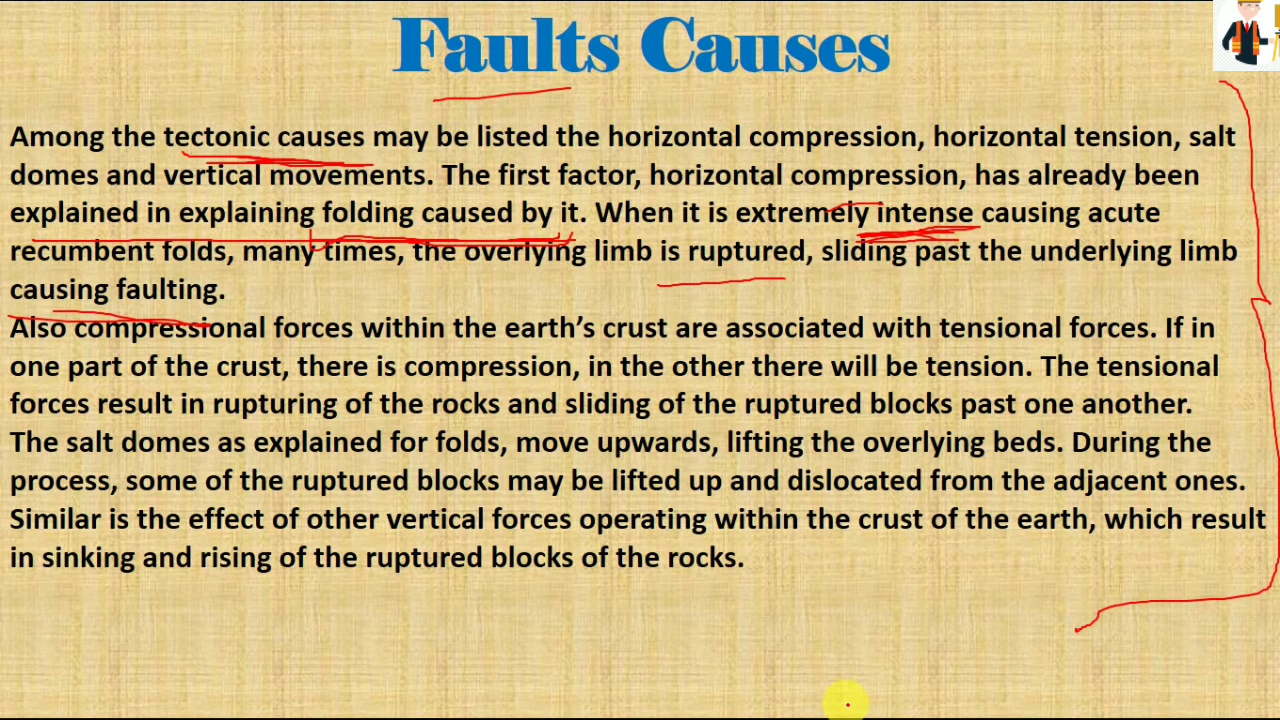 Faults Causes
Among the tectonic causes may be listed the horizontal compression, horizontal tension, salt
domes and vertical movements. The first factor, horizontal compression, has already been
explained in explaining folding caused by it. When it is extremely intense causing acute
recumbent folds, many times, the overlying limb is ruptured, sliding past the underlying limb
causing faulting.
Also compressional forces within the earth’s crust are associated with tensional forces. If in
one part of the crust, there is compression, in the other there will be tension. The tensional
forces result in rupturing of the rocks and sliding of the ruptured blocks past one another.
The salt domes as explained for folds, move upwards, lifting the overlying beds. During the
process, some of the ruptured blocks may be lifted up and dislocated from the adjacent ones.
Similar is the effect of other vertical forces operating within the crust of the earth, which result
in sinking and rising of the ruptured blocks of the rocks.